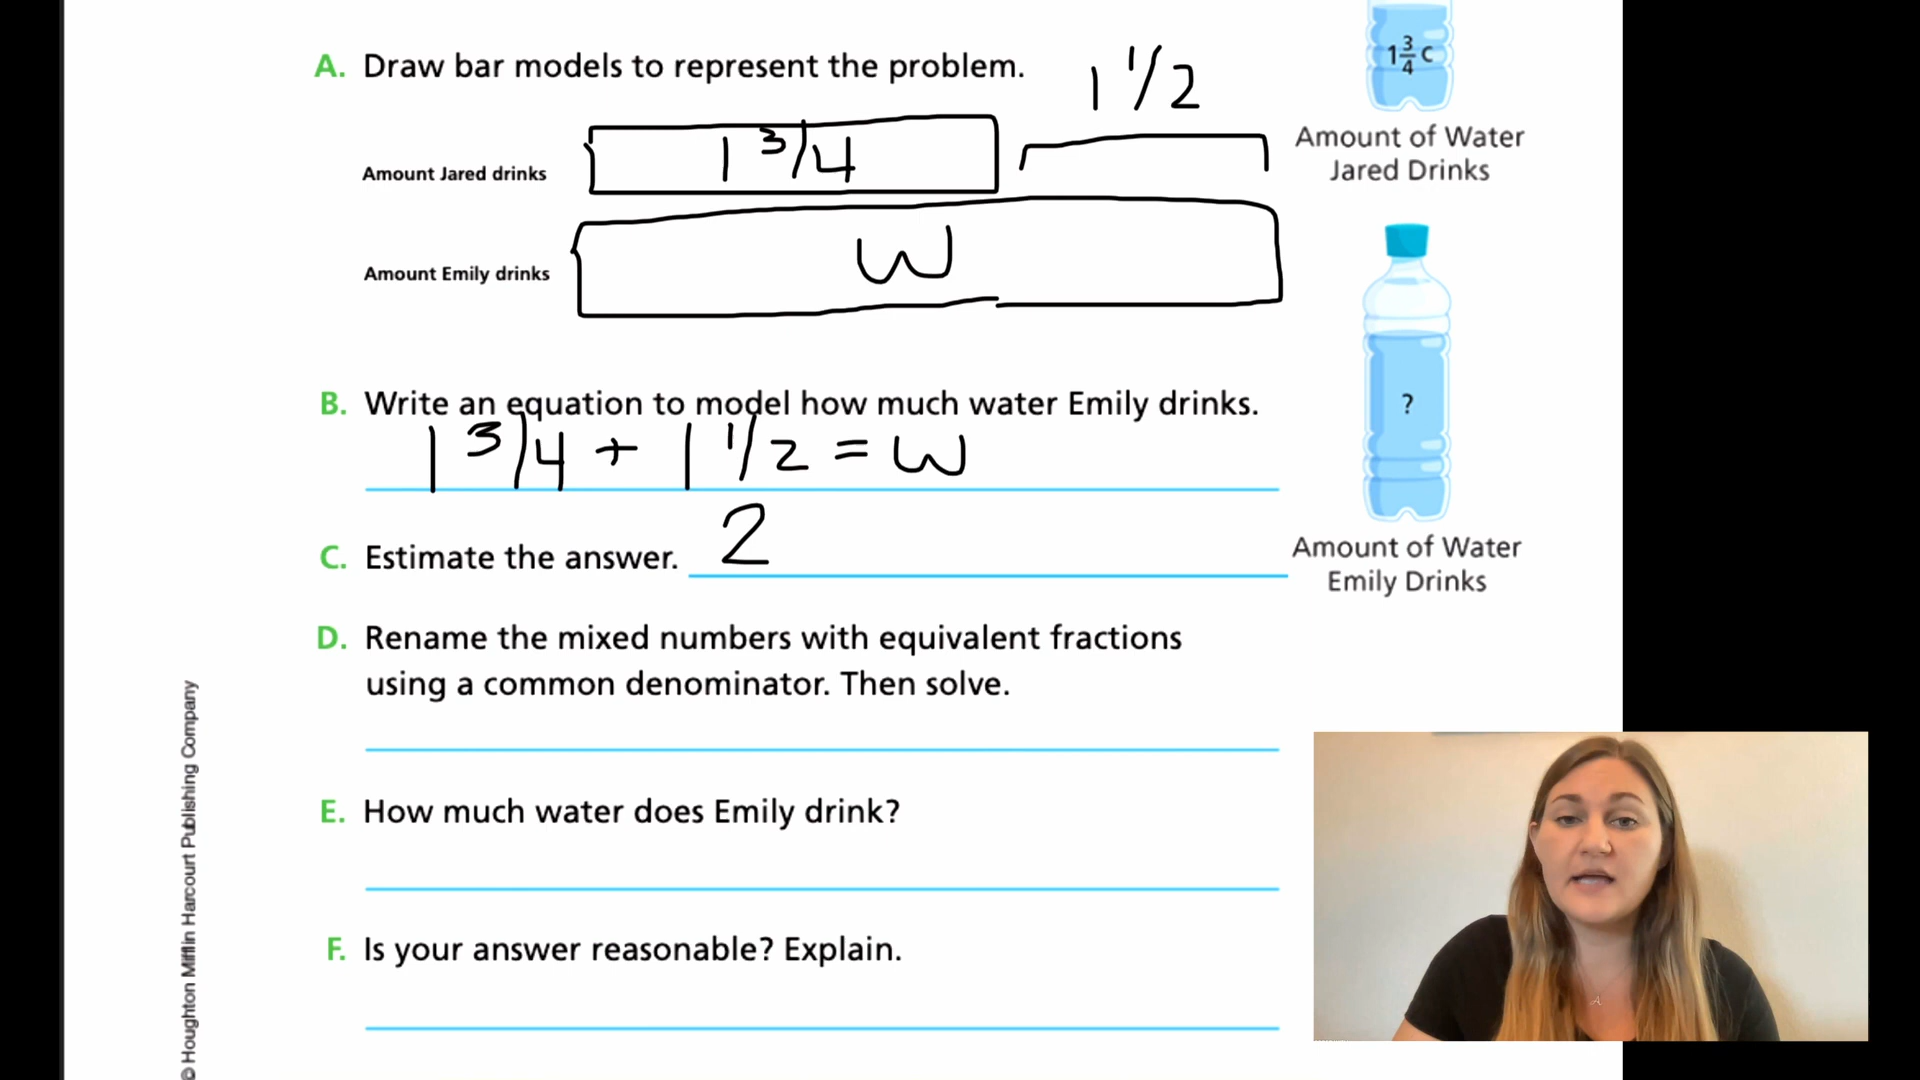 1 3/4 c
A. Draw bar models to represent the problem.
1 1/2
Amount of Water
Jared Drinks
Amount Jared drinks
1 3/4
Amount Emily drinks
W
?
B. Write an equation to model how much water Emily drinks.
1 3/4 + 1 1/2 = W
C. Estimate the answer. 2
Amount of Water
Emily Drinks
D. Rename the mixed numbers with equivalent fractions
using a common denominator. Then solve.
E. How much water does Emily drink?
F. Is your answer reasonable? Explain.
© Houghton Mifflin Harcourt Publishing Company